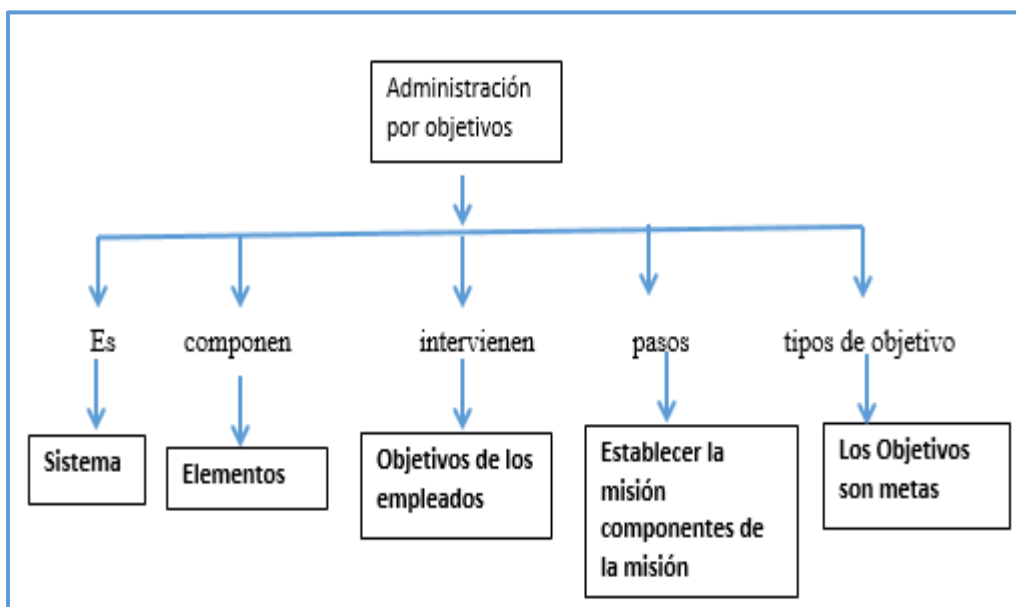 Administración
por objetivos
Es
componen
intervienen
pasos
tipos de objetivo
Sistema
Elementos
Objetivos de los
empleados
Establecer la
misión
componentes de
la misión
Los Objetivos
son metas